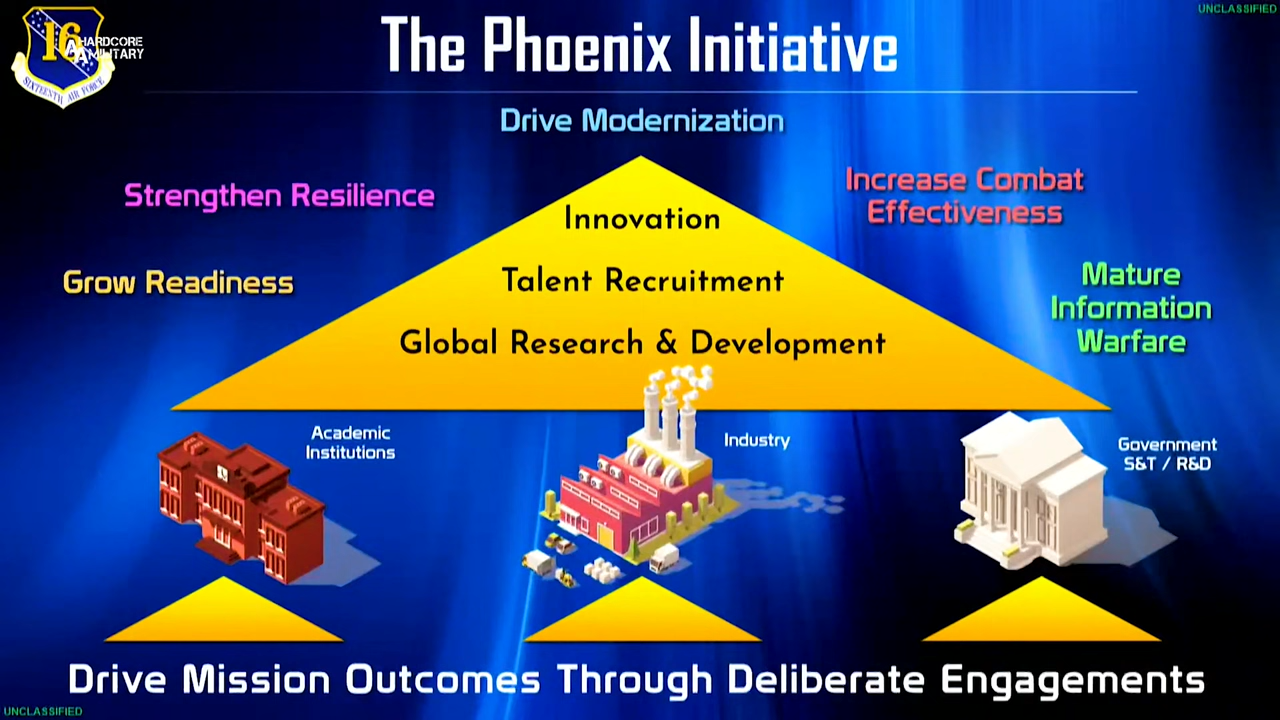 UNCLASSIFIED
16
HARDCORE
MILITARY
SIXTEENTH AIR FORCE
The Phoenix Initiative
Drive Modernization
Strengthen Resilience
Increase Combat
Effectiveness
Grow Readiness
Mature
Information
Warfare
Innovation
Talent Recruitment
Global Research & Development
Academic
Institutions
Industry
Government
S&T / R&D
Drive Mission Outcomes Through Deliberate Engagements
UNCLASSIFIED